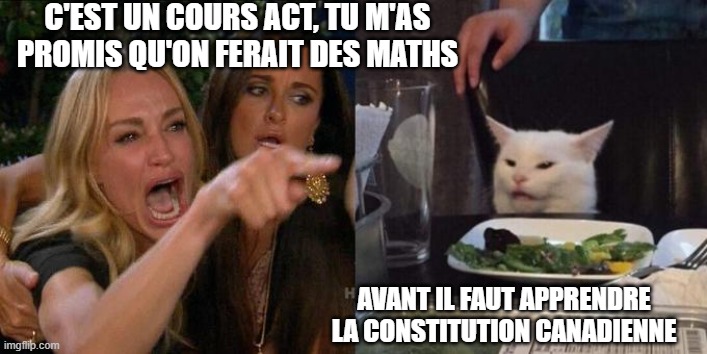 C'EST UN COURS ACT, TU M'AS
PROMIS QU'ON FERAIT DES MATHS
AVANT IL FAUT APPRENDRE
LA CONSTITUTION CANADIENNE
imgflip.com